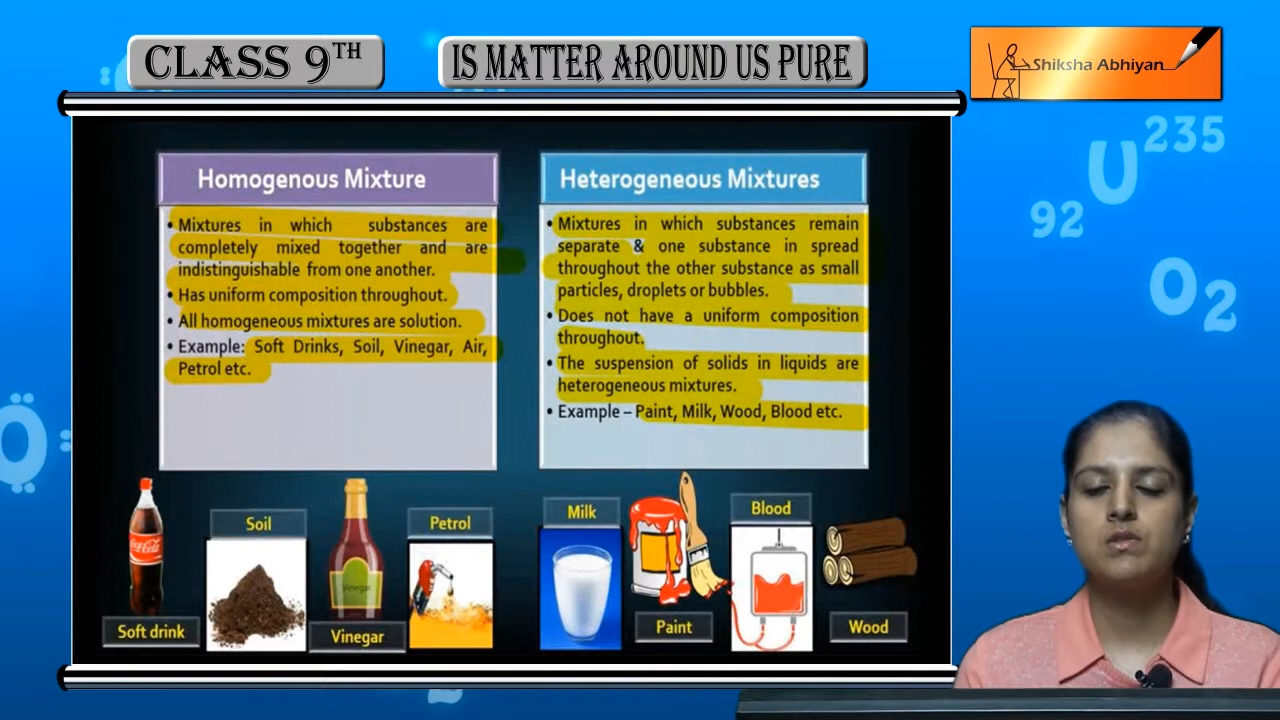 CLASS 9TH
IS MATTER AROUND US PURE
Shiksha Abhiyan
U 235
92
O2
Homogenous Mixture
• Mixtures in which substances are
completely mixed together and are
indistinguishable from one another.
• Has uniform composition throughout.
• All homogeneous mixtures are solution.
• Example: Soft Drinks, Soil, Vinegar, Air,
Petrol etc.
Heterogeneous Mixtures
• Mixtures in which substances remain
separate & one substance in spread
throughout the other substance as small
particles, droplets or bubbles.
• Does not have a uniform composition
throughout.
• The suspension of solids in liquids are
heterogeneous mixtures.
• Example – Paint, Milk, Wood, Blood etc.
Coca-Cola
Soft drink
Soil
Vinegar
Vinegar
Petrol
Milk
Paint
Blood
Wood